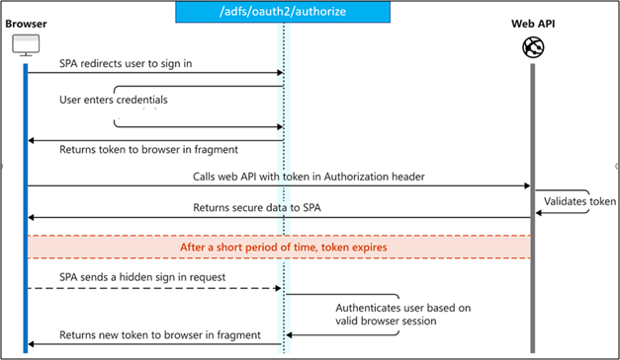 /adfs/oauth2/authorize
Browser
Web API
SPA redirects user to sign in
User enters credentials
Returns token to browser in fragment
Calls web API with token in Authorization header
Validates token
Returns secure data to SPA
After a short period of time, token expires
SPA sends a hidden sign in request
Authenticates user based on
valid browser session
Returns new token to browser in fragment